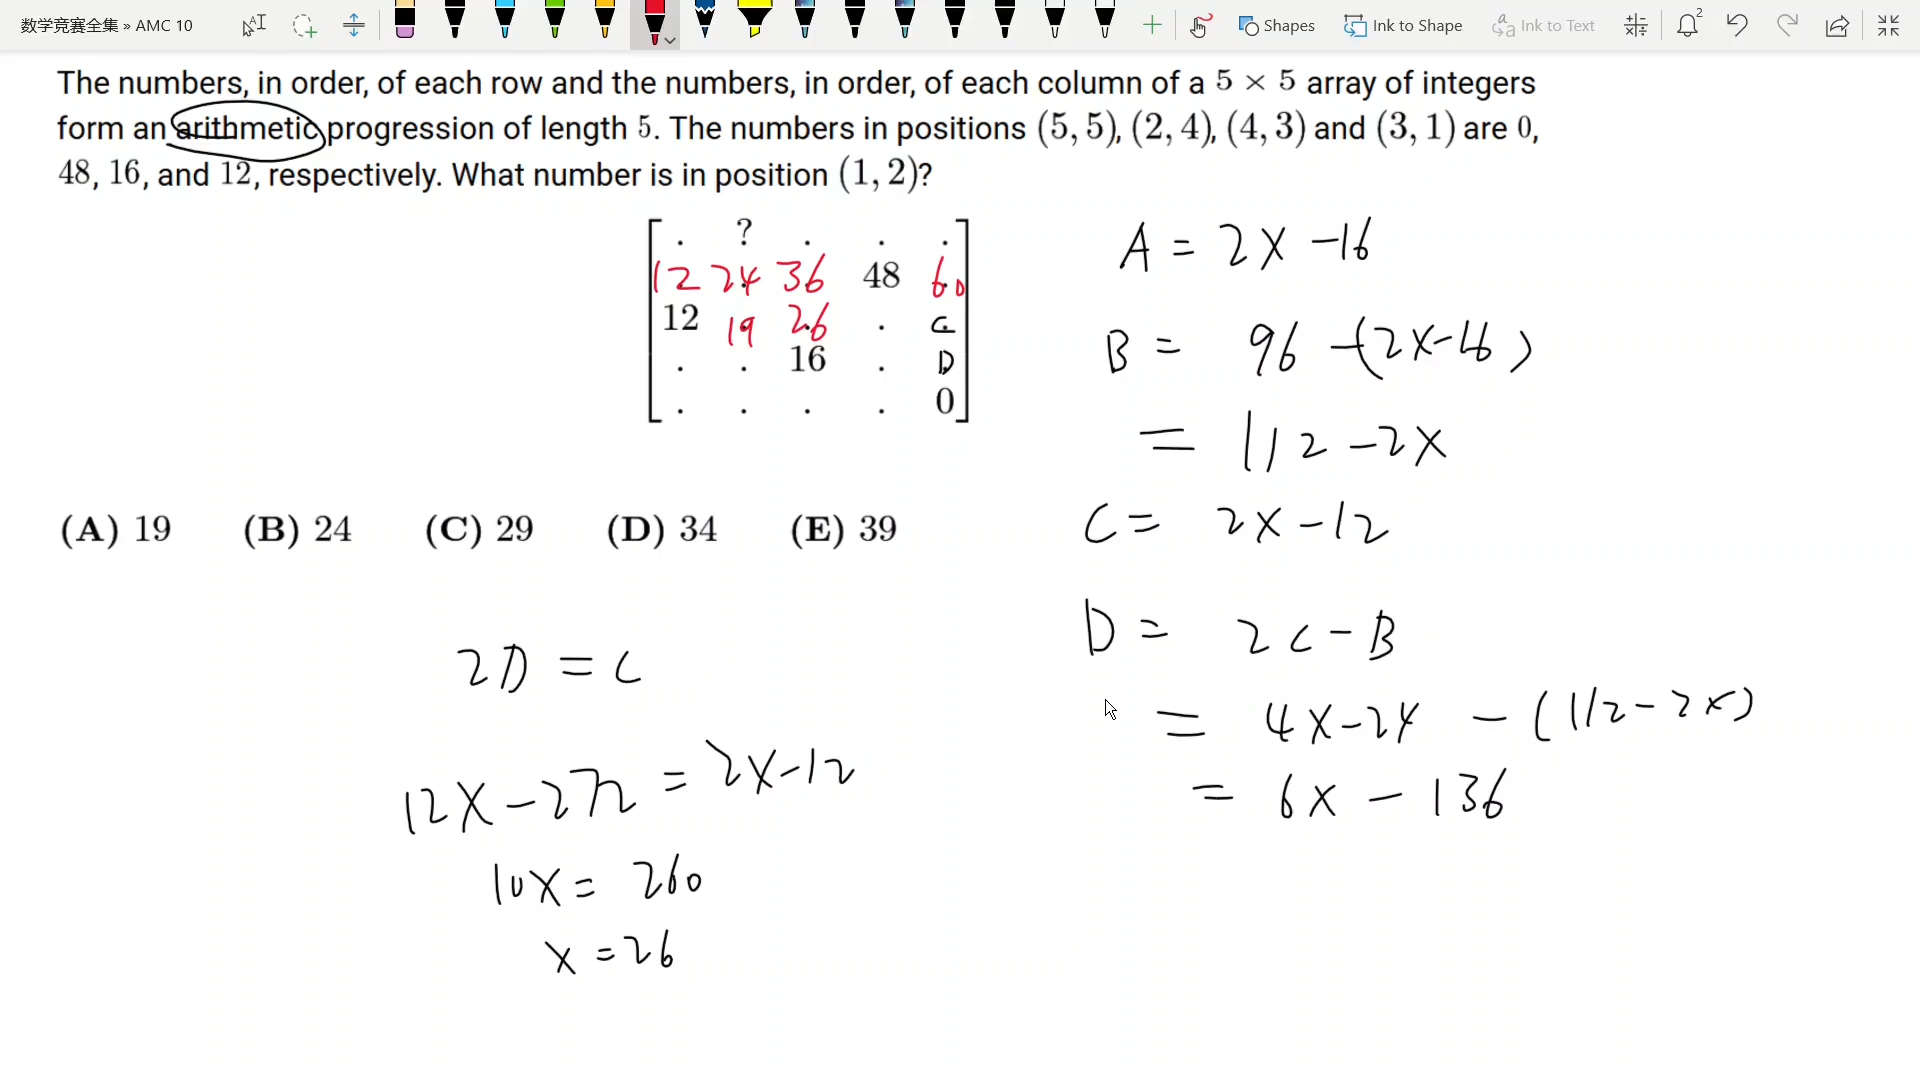 数学竞赛全集 » AMC 10
Shapes
Ink to Shape
Ink to Text
2
The numbers, in order, of each row and the numbers, in order, of each column of a 5 × 5 array of integers
form an arithmetic progression of length 5. The numbers in positions (5, 5), (2, 4), (4, 3) and (3, 1) are 0,
48, 16, and 12, respectively. What number is in position (1, 2)?
. ? . . .
12 24 36 48 60
12 19 26 . C
. . 16 . D
. . . . 0
(A) 19 (B) 24 (C) 29 (D) 34 (E) 39
A = 2x - 16
B = 96 - (2x - 16)
= 112 - 2x
C = 2x - 12
D = 2C - B
= 4x - 24 - (112 - 2x)
= 6x - 136
2D = C
12x - 272 = 2x - 12
10x = 260
x = 26